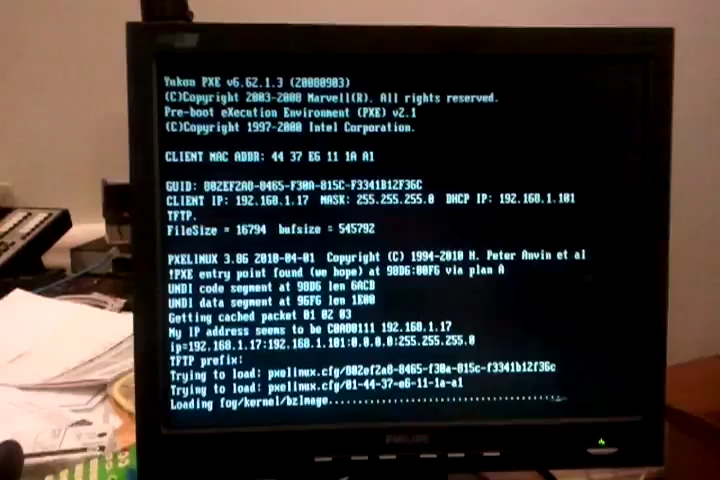 Yukon PXE v6.62.1.3 (20080903)
(C)Copyright 2003-2008 Marvell(R). All rights reserved.
Pre-boot eXecution Environment (PXE) v2.1
(C)Copyright 1997-2000 Intel Corporation.
CLIENT MAC ADDR: 44 37 E6 11 1A A1
GUID: 802EF2A8-8465-F30A-815C-F3341B12F36C
CLIENT IP: 192.168.1.17 MASK: 255.255.255.0 DHCP IP: 192.168.1.101
TFTP.
FileSize = 16794 bufsize = 545792
PXELINUX 3.86 2010-04-01 Copyright (C) 1994-2010 H. Peter Anvin et al
!PXE entry point found (we hope) at 98D6:00F6 via plan A
UNDI code segment at 98D6 len 6ACB
UNDI data segment at 96F6 len 1E00
Getting cached packet 01 02 03
My IP address seems to be C0A80111 192.168.1.17
ip=192.168.1.17:192.168.1.101:0.0.0.0:255.255.255.0
TFTP prefix:
Trying to load: pxelinux.cfg/802ef2a8-8465-f30a-815c-f3341b12f36c
Trying to load: pxelinux.cfg/01-44-37-e6-11-1a-a1
Loading fog/kernel/bzImage.......................................
PHILIPS